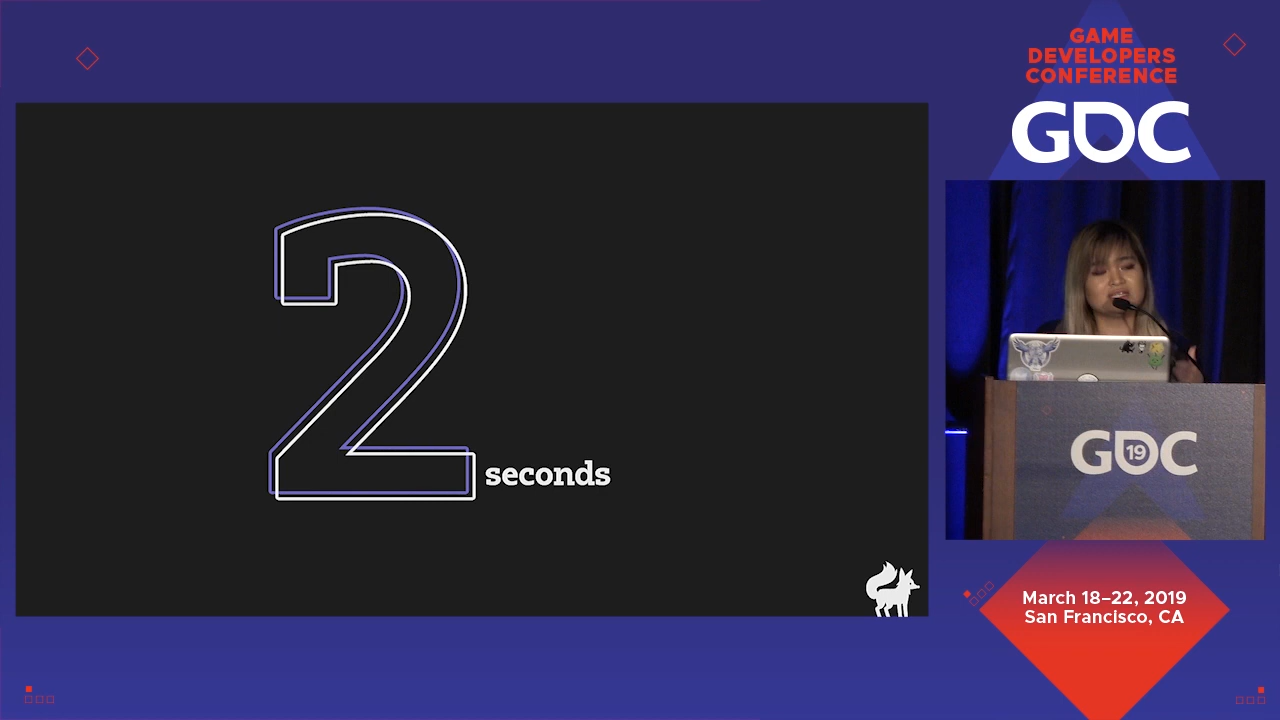 GAME
DEVELOPERS
CONFERENCE
GDC
2 seconds
GDC
19
March 18–22, 2019
San Francisco, CA